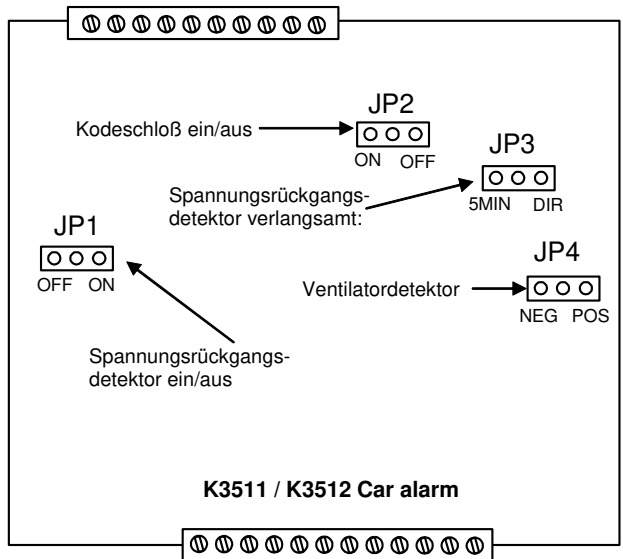 JP2
Kodeschloß ein/aus
ON OFF
JP3
Spannungsrückgangs-
detektor verlangsamt:
5MIN DIR
JP1
OFF ON
JP4
Ventilatordetektor
NEG POS
Spannungsrückgangs-
detektor ein/aus
K3511 / K3512 Car alarm